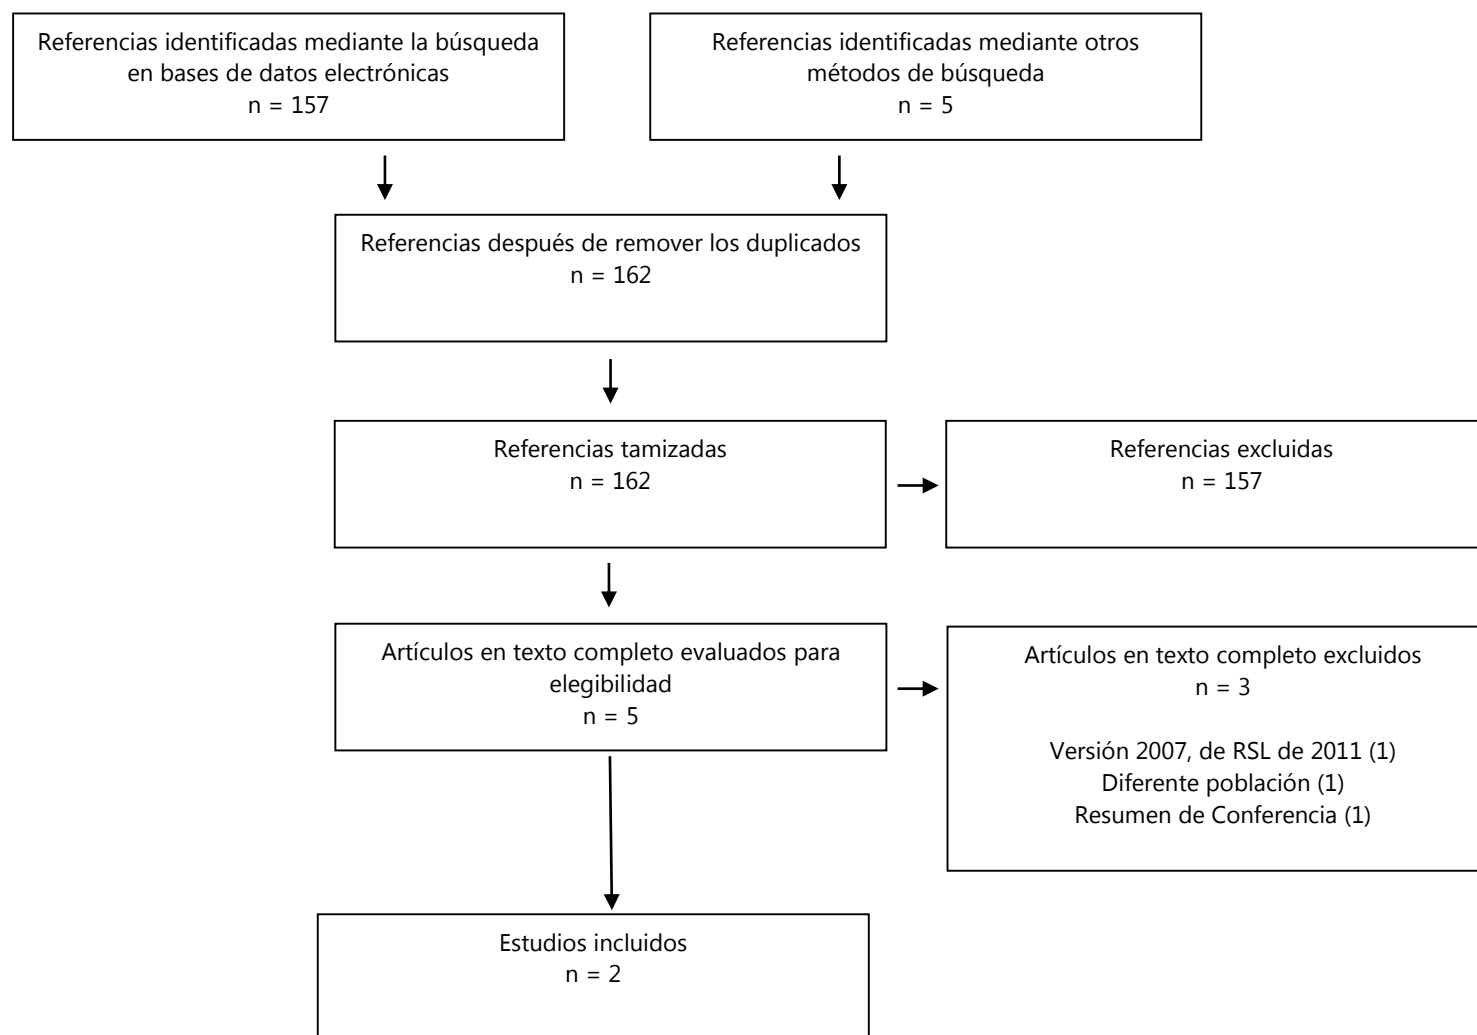 Referencias identificadas mediante la búsqueda
en bases de datos electrónicas
n = 157
Referencias identificadas mediante otros
métodos de búsqueda
n = 5
Referencias después de remover los duplicados
n = 162
Referencias tamizadas
n = 162
Referencias excluidas
n = 157
Artículos en texto completo evaluados para
elegibilidad
n = 5
Artículos en texto completo excluidos
n = 3
Versión 2007, de RSL de 2011 (1)
Diferente población (1)
Resumen de Conferencia (1)
Estudios incluidos
n = 2